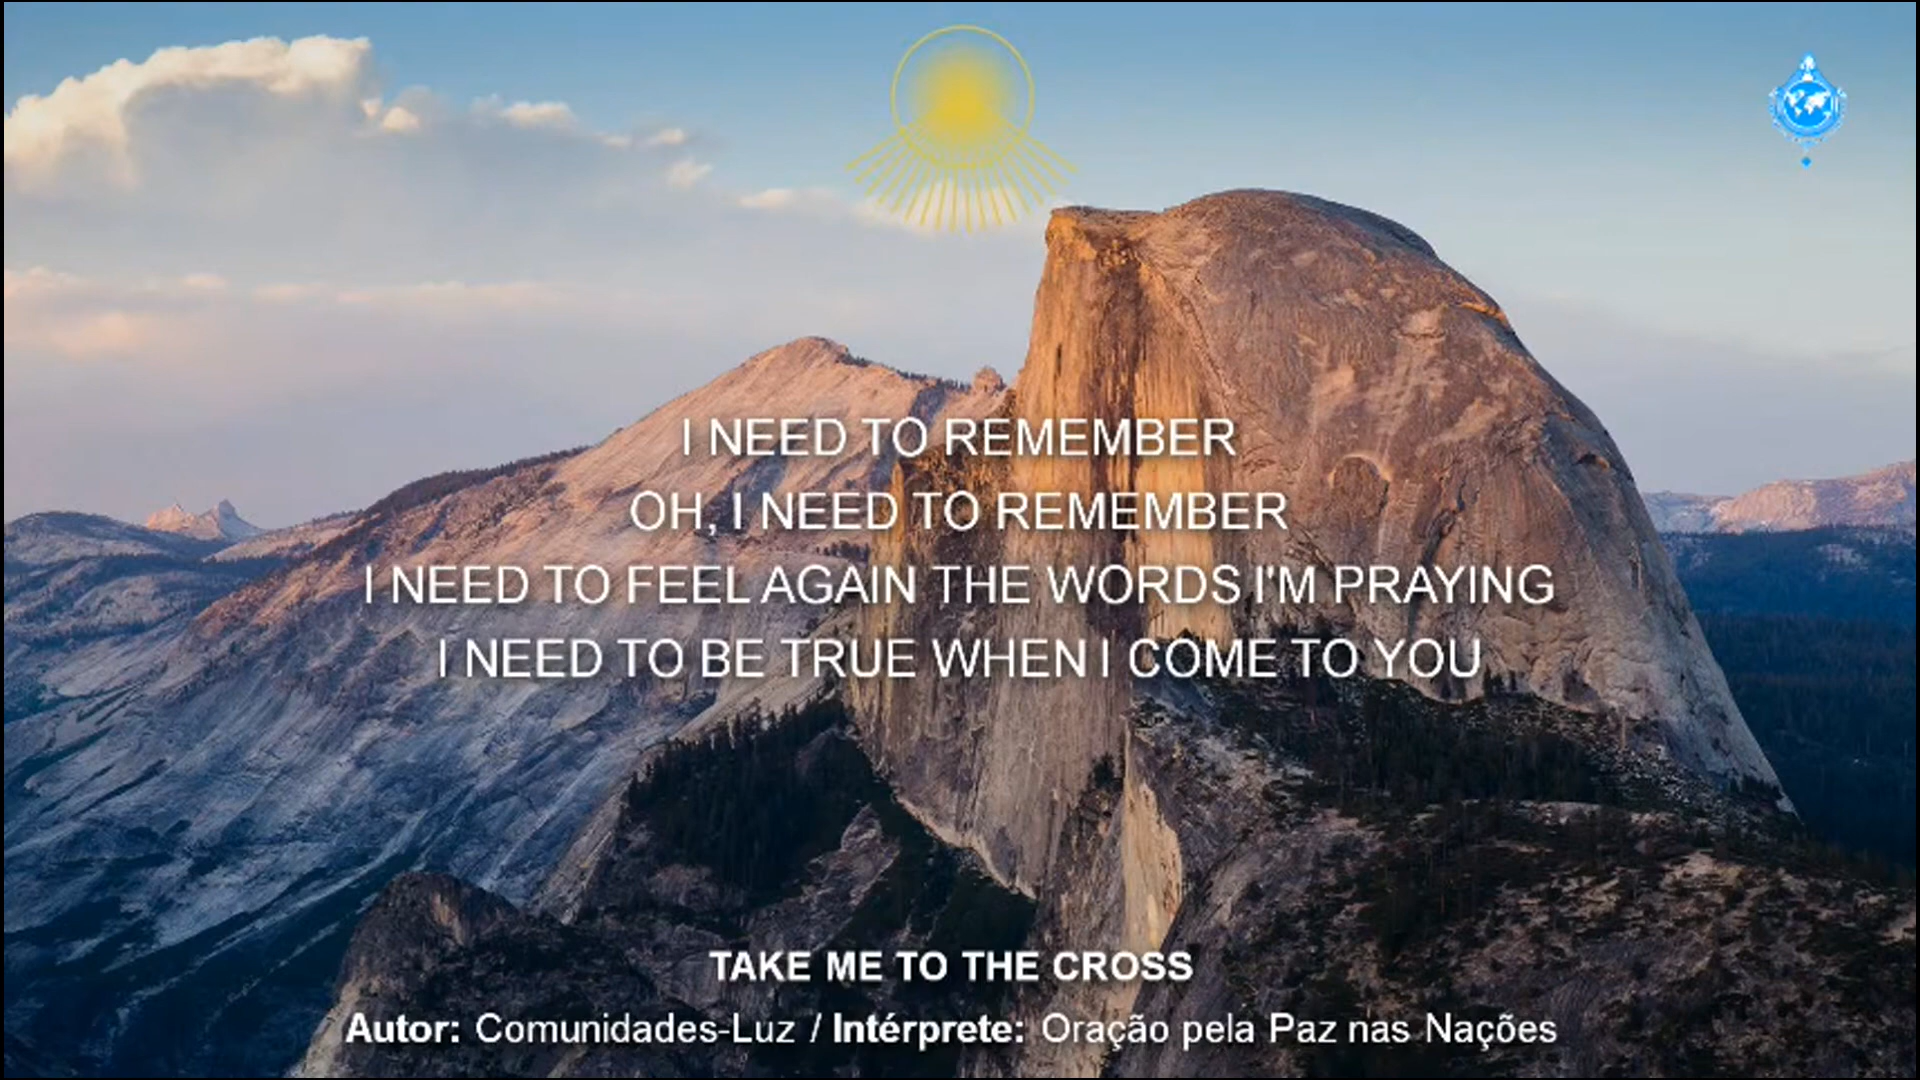 I NEED TO REMEMBER
OH, I NEED TO REMEMBER
I NEED TO FEEL AGAIN THE WORDS I'M PRAYING
I NEED TO BE TRUE WHEN I COME TO YOU
TAKE ME TO THE CROSS
Autor: Comunidades-Luz / Intérprete: Oração pela Paz nas Nações